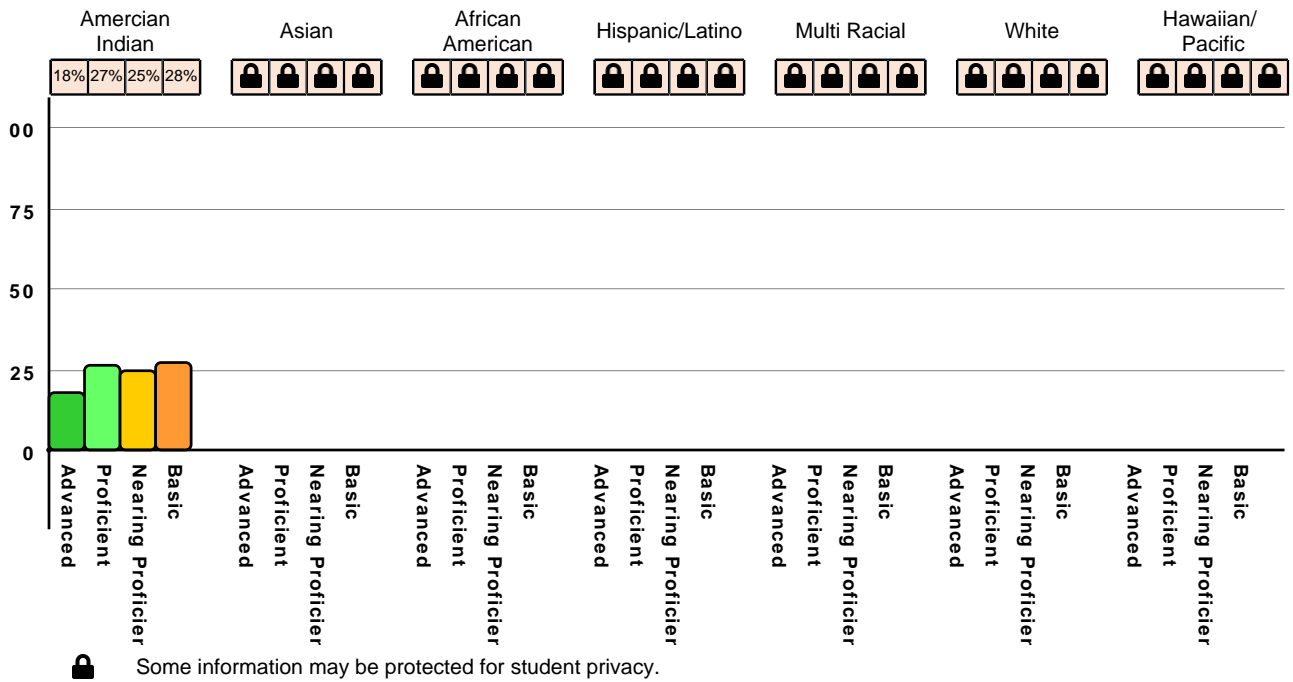 Amercian
Indian
Asian
African
American
Hispanic/Latino
Multi Racial
White
Hawaiian/
Pacific
18% 27% 25% 28%
00
75
50
25
0
Advanced
Proficient
Nearing Proficier
Basic
Advanced
Proficient
Nearing Proficier
Basic
Advanced
Proficient
Nearing Proficier
Basic
Advanced
Proficient
Nearing Proficier
Basic
Advanced
Proficient
Nearing Proficier
Basic
Advanced
Proficient
Nearing Proficier
Basic
Advanced
Proficient
Nearing Proficier
Basic
Some information may be protected for student privacy.